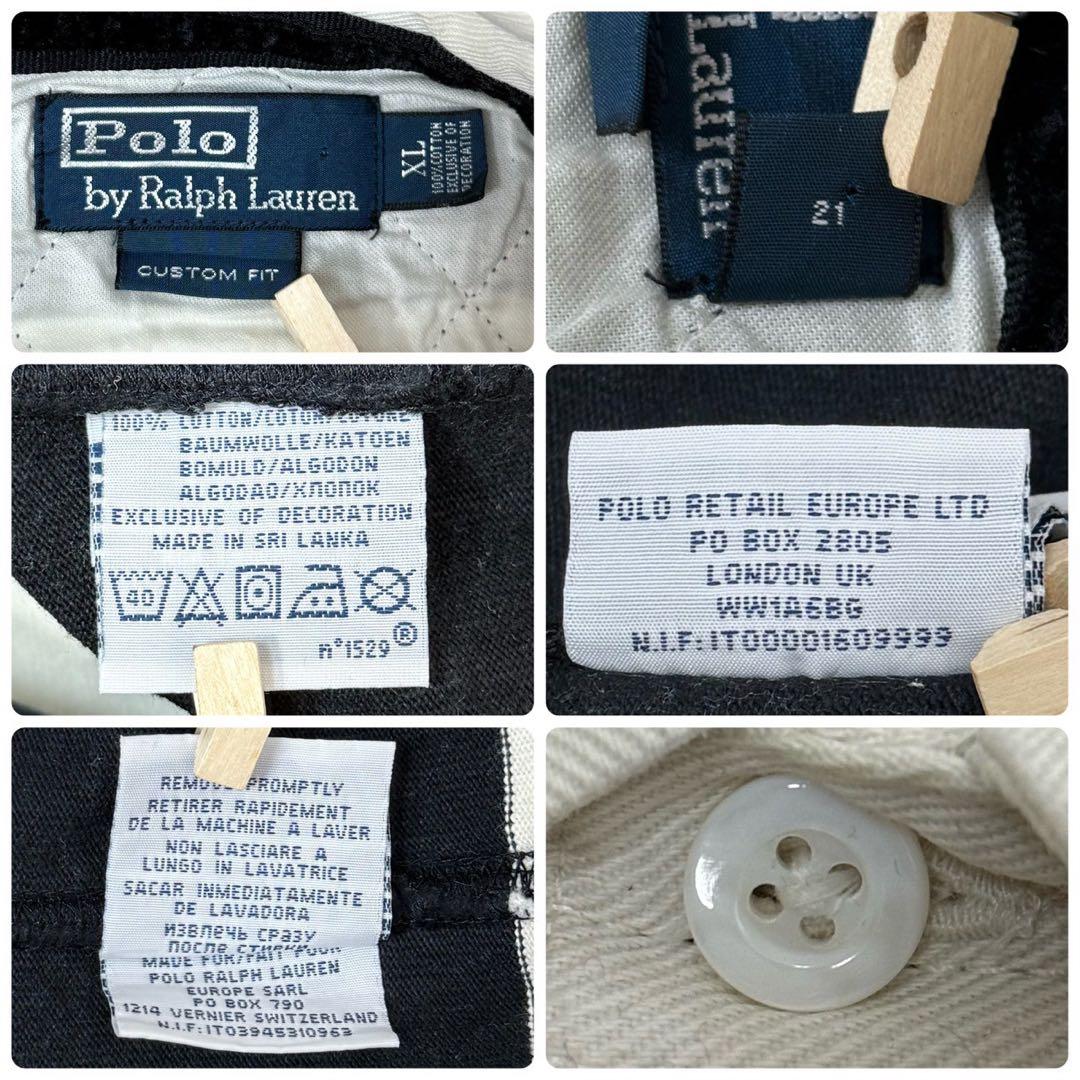 Polo
by Ralph Lauren
XL
100%COTTON
EXCLUSIVE OF
DECORATION
CUSTOM FIT
Lauren
100% COTTON/COTON/
BAUMWOLLE/KATOEN
BOMULD/ALGODON
ALGODAO/ХЛОПОК
EXCLUSIVE OF DECORATION
MADE IN SRI LANKA
40
n°1529®
POLO RETAIL EUROPE LTD
PO BOX 2805
LONDON UK
WW1A6BG
N.I.F:IT00001609999
PROMPTLY
RETIRER RAPIDEMENT
DE LA MACHINE A LAVER
NON LASCIARE A
LUNGO IN LAVATRICE
SACAR INMEDIATAMENTE
DE LAVADORA
ИЗВЛЕЧЬ СРАЗУ
ПОСЛЕ
MADE FOR/FAIT POUR
POLO RALPH LAUREN
EUROPE SARL
PO BOX 790
1214 VERNIER SWITZERLAND
N.I.F:IT03945310963